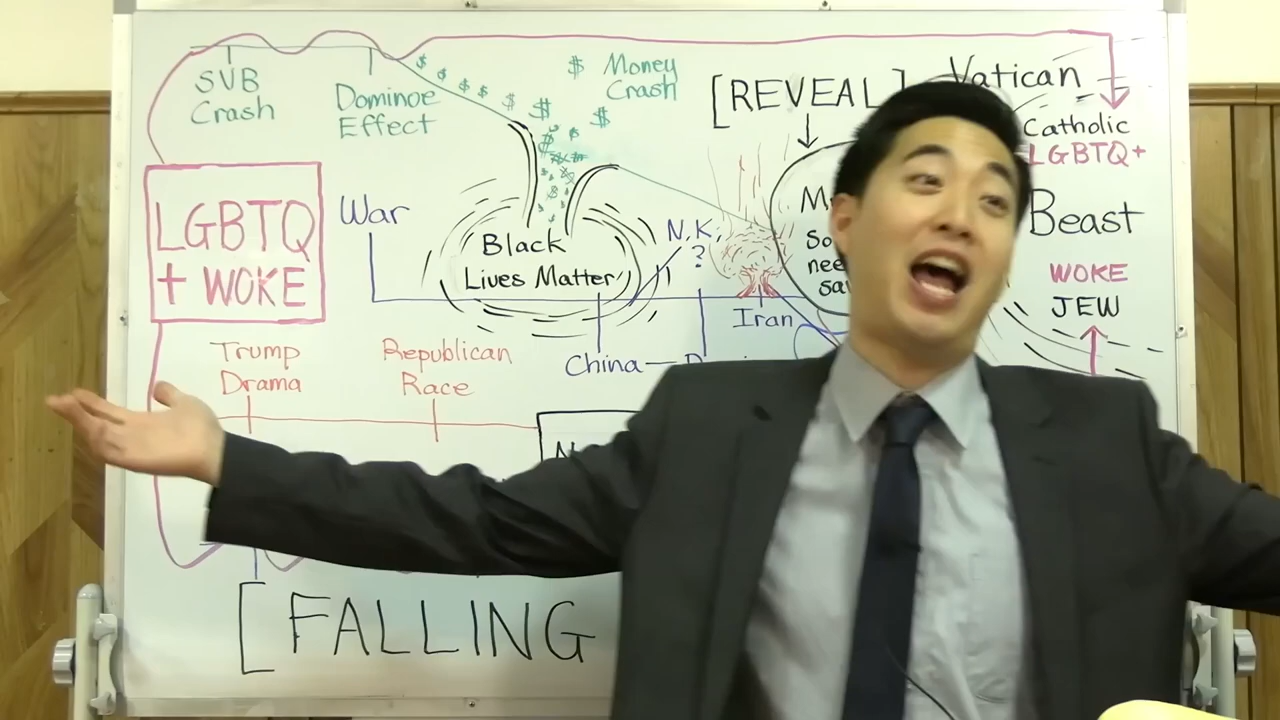 SVB
Crash
Dominoe
Effect
$ $ $ $ $ $
Money
Crash
[REVEAL]
Vatican
Catholic
LGBTQ+
LGBTQ
+ WOKE
War
Black
Lives Matter
N.K.
?
Beast
WOKE
JEW
Iran
China
Trump
Drama
Republican
Race
[FALLING